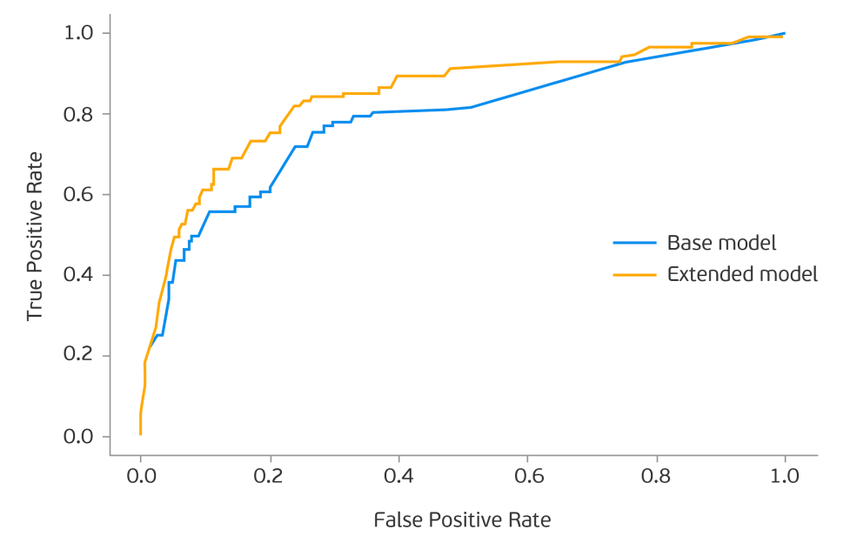 1.0
0.8
0.6
0.4
0.2
0.0
True Positive Rate
Base model
Extended model
0.0 0.2 0.4 0.6 0.8 1.0
False Positive Rate